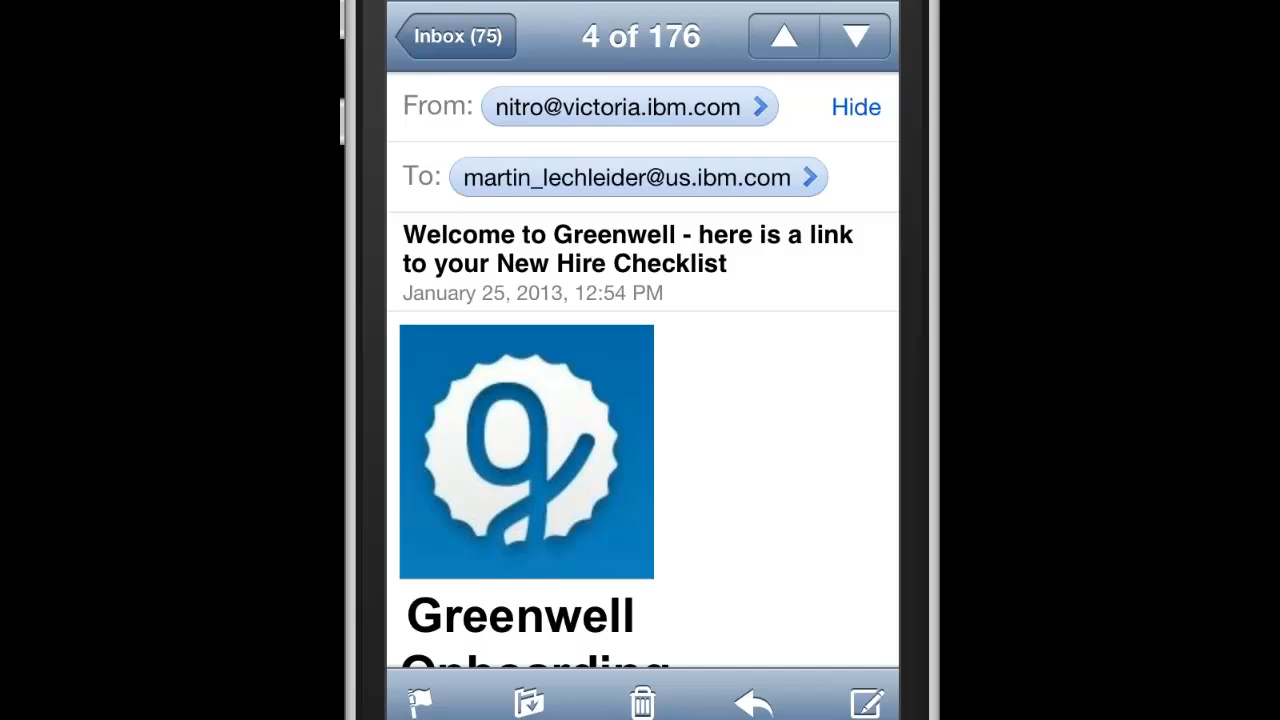 Inbox (75)
4 of 176
From: nitro@victoria.ibm.com
Hide
To: martin_lechleider@us.ibm.com
Welcome to Greenwell - here is a link
to your New Hire Checklist
January 25, 2013, 12:54 PM
g
Greenwell
Onboarding